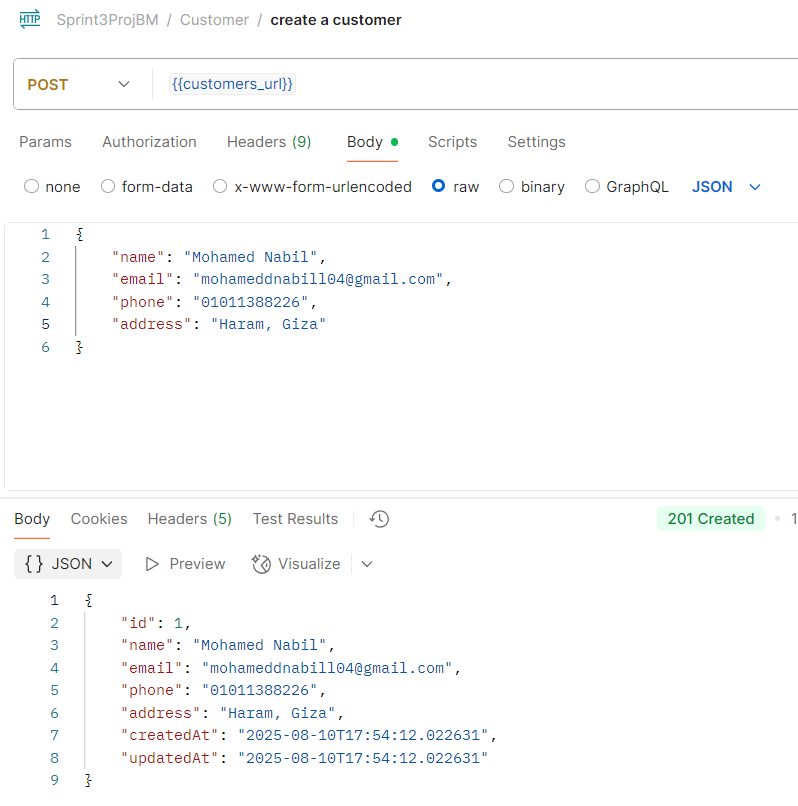 HTTP Sprint3ProjBM / Customer / create a customer
POST {{customers_url}}
Params Authorization Headers (9) Body Scripts Settings
none form-data x-www-form-urlencoded raw binary GraphQL JSON
1 {
2 "name": "Mohamed Nabil",
3 "email": "mohameddnabill04@gmail.com",
4 "phone": "01011388226",
5 "address": "Haram, Giza"
6 }
Body Cookies Headers (5) Test Results 201 Created • 1
{} JSON Preview Visualize
1 {
2 "id": 1,
3 "name": "Mohamed Nabil",
4 "email": "mohameddnabill04@gmail.com",
5 "phone": "01011388226",
6 "address": "Haram, Giza",
7 "createdAt": "2025-08-10T17:54:12.022631",
8 "updatedAt": "2025-08-10T17:54:12.022631"
9 }